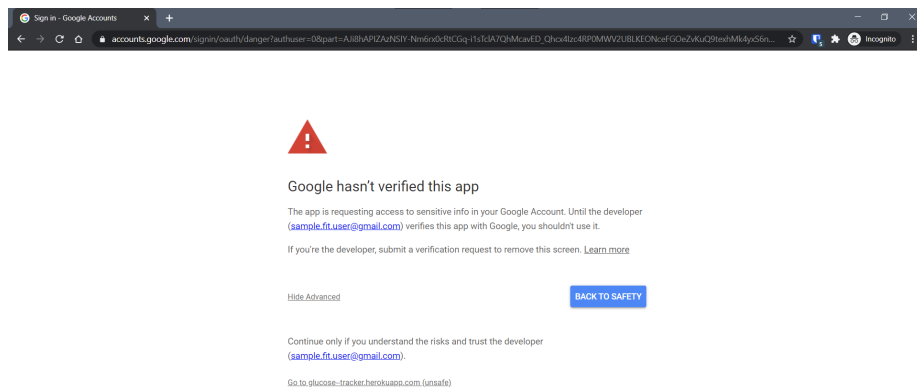 Sign in - Google Accounts
accounts.google.com/signin/oauth/danger?authuser=0&part=
Incognito
Google hasn't verified this app
The app is requesting access to sensitive info in your Google Account. Until the developer
(sample.fit.user@gmail.com) verifies this app with Google, you shouldn't use it.
If you're the developer, submit a verification request to remove this screen. Learn more
Hide Advanced
BACK TO SAFETY
Continue only if you understand the risks and trust the developer
(sample.fit.user@gmail.com).
Go to glucose--tracker.herokuapp.com (unsafe)